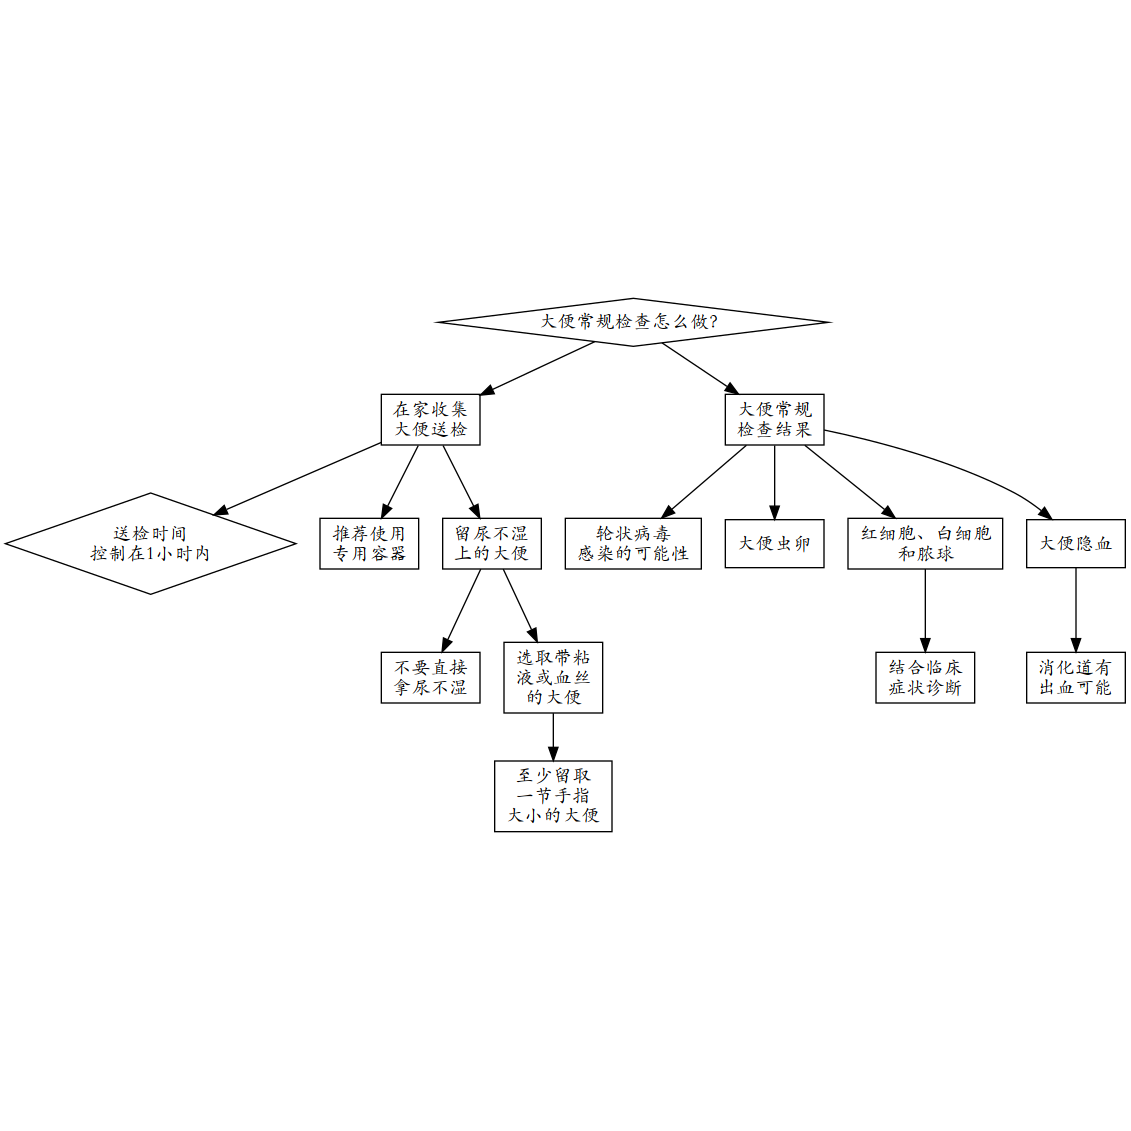 大便常规检查怎么做?
在家收集
大便送检
大便常规
检查结果
送检时间
控制在1小时内
推荐使用
专用容器
留尿不湿
上的大便
轮状病毒
感染的可能性
大便虫卵
红细胞、白细胞
和脓球
大便隐血
不要直接
拿尿不湿
选取带粘
液或血丝
的大便
结合临床
症状诊断
消化道有
出血可能
至少留取
一节手指
大小的大便